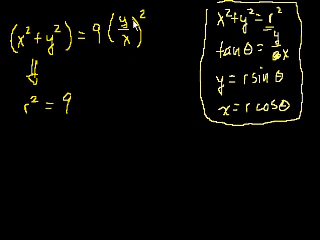 (x² + y²) = 9 (y/x)²
⇓
r² = 9
x² + y² = r²
tan θ = y/x
y = r sin θ
x = r cos θ